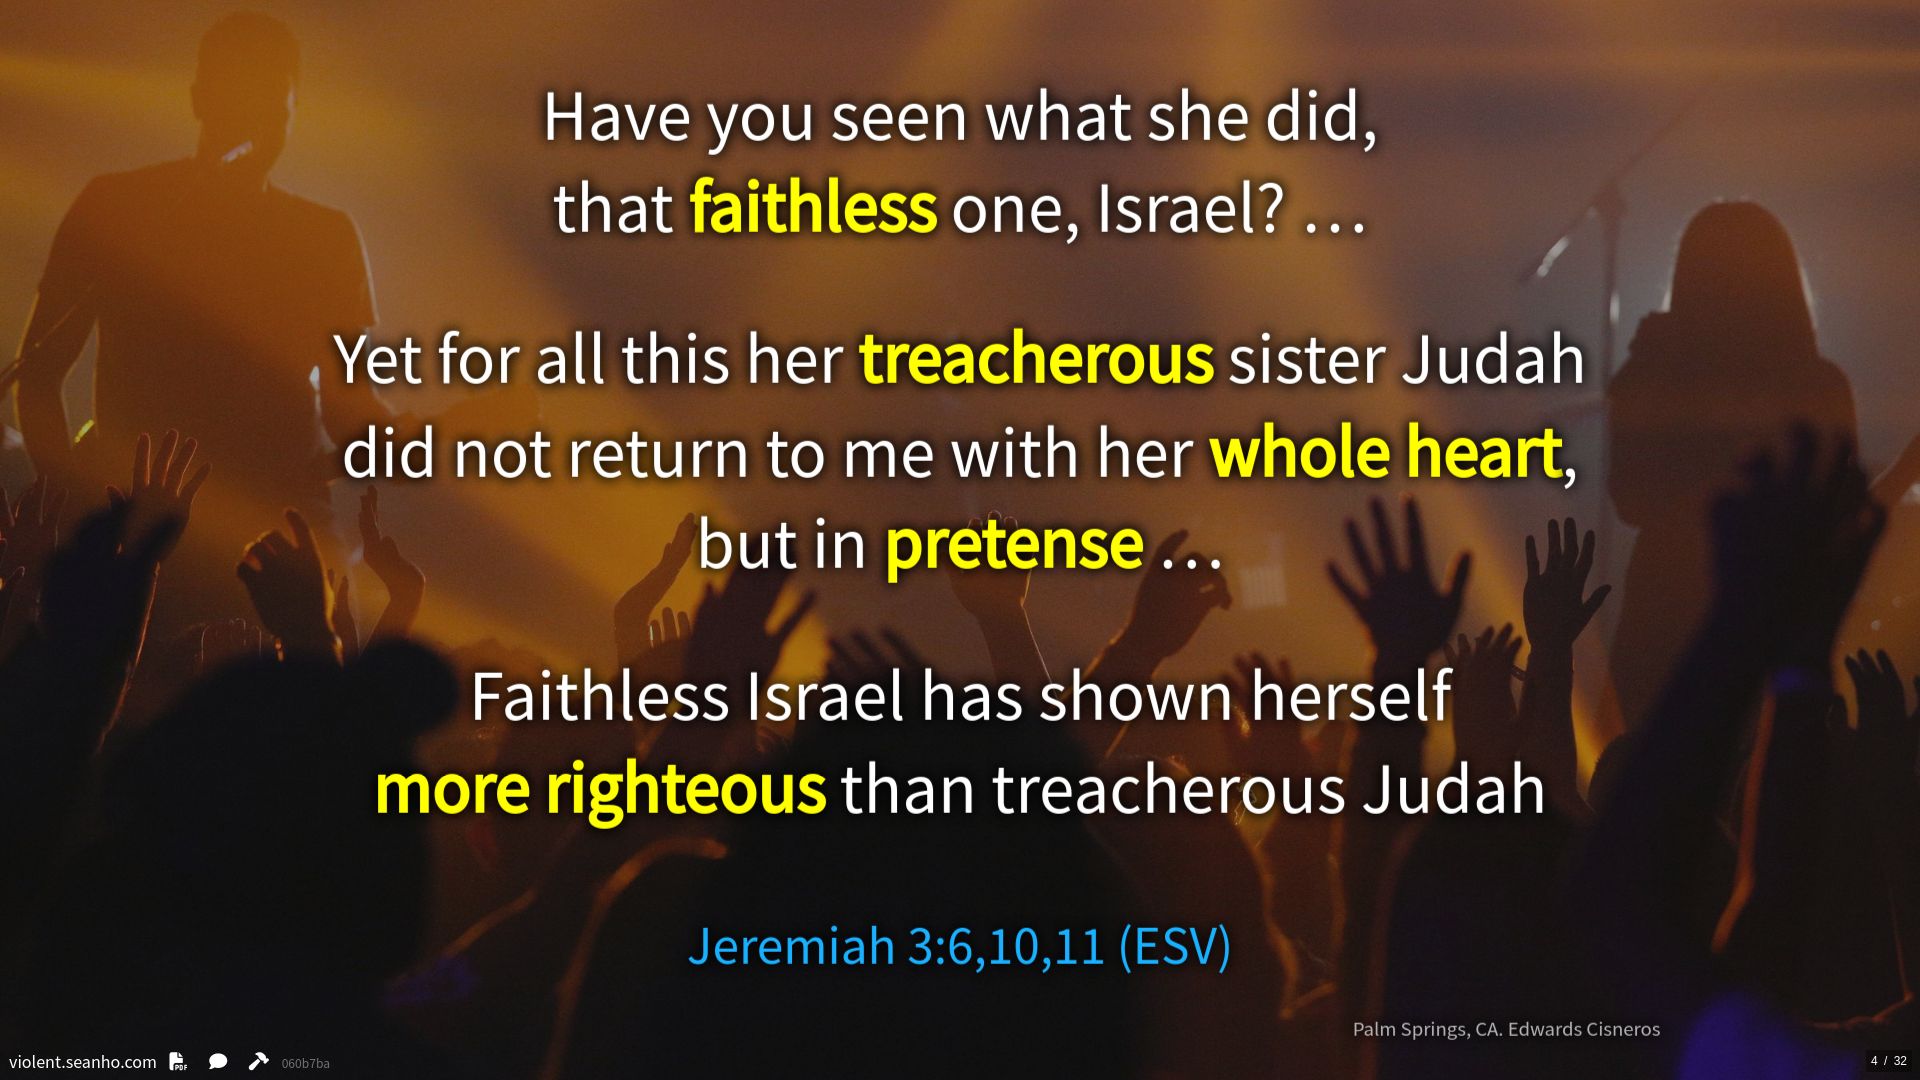 Have you seen what she did,
that faithless one, Israel? …
Yet for all this her treacherous sister Judah
did not return to me with her whole heart,
but in pretense …
Faithless Israel has shown herself
more righteous than treacherous Judah
Jeremiah 3:6,10,11 (ESV)
Palm Springs, CA. Edwards Cisneros
violent.seanho.com PDF 060b7ba
4 / 32